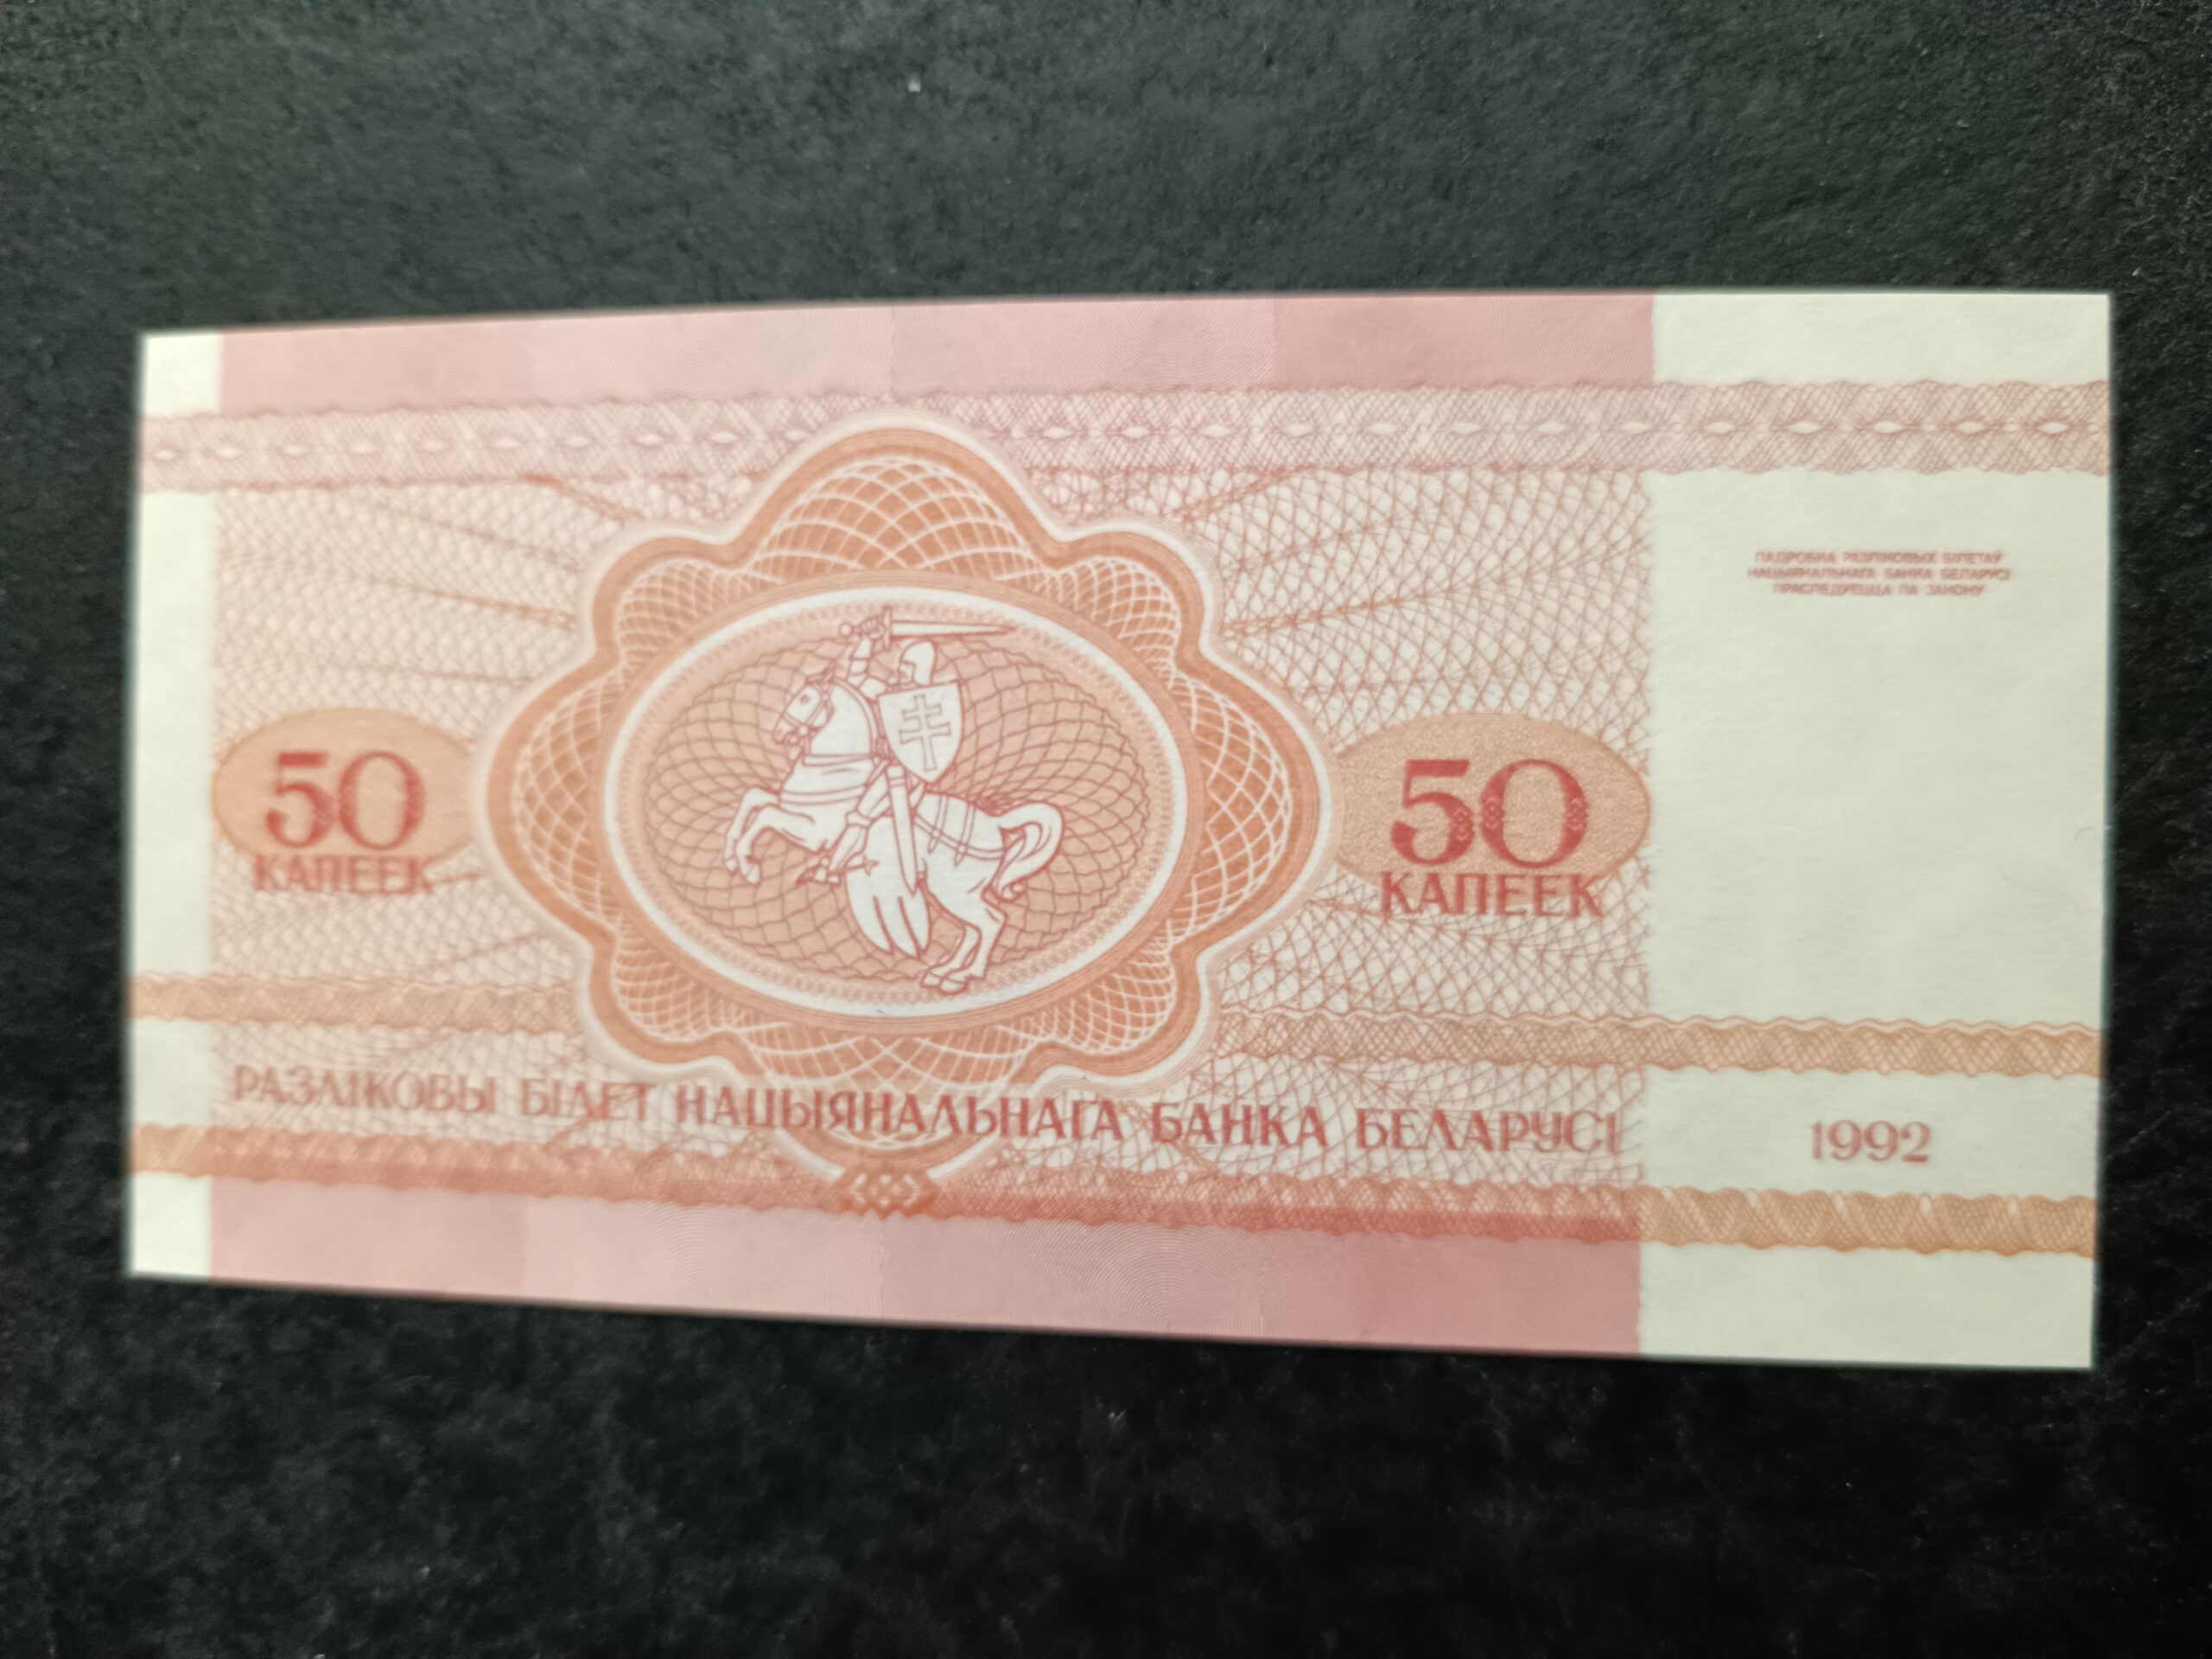 ПАДРОБКА РАЗЛІКОВЫХ БІЛЕТАЎ
НАЦЫЯНАЛЬНАГА БАНКА БЕЛАРУСІ
ПРАСЛЕДУЕЦЦА ПА ЗАКОНУ
50
КАПЕЕК
50
КАПЕЕК
РАЗЛІКОВЫ БІЛЕТ НАЦЫЯНАЛЬНАГА БАНКА БЕЛАРУСІ
1992